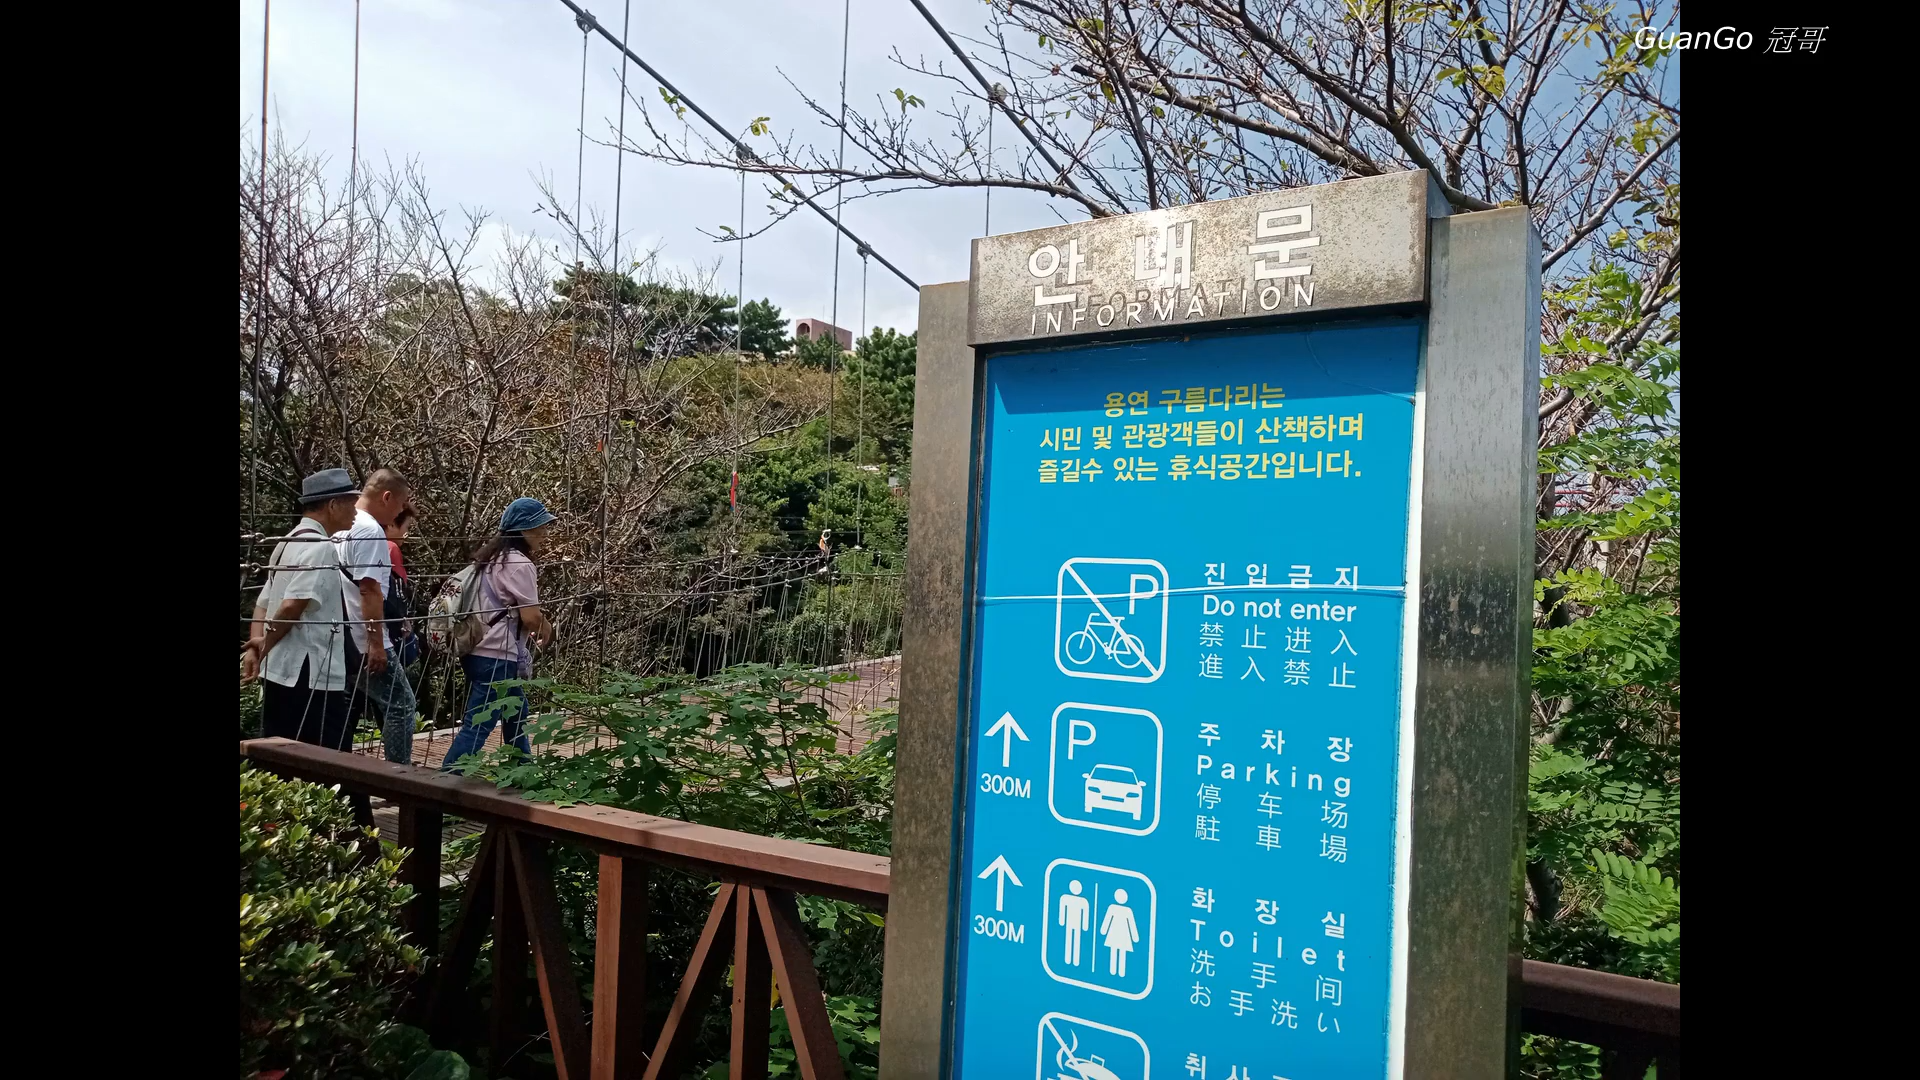 GuanGo 冠哥
안내문
INFORMATION
용연 구름다리는
시민 및 관광객들이 산책하며
즐길수 있는 휴식공간입니다.
P
진입금지
Do not enter
禁止进入
進入禁止
300M
P
주차장
Parking
停车场
駐車場
300M
화장실
Toilet
洗手间
お手洗い
취사